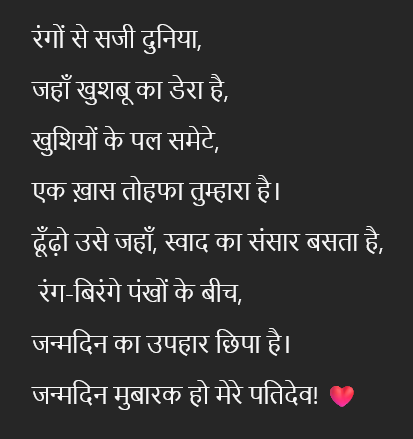 रंगों से सजी दुनिया,
जहाँ खुशबू का डेरा है,
खुशियों के पल समेटे,
एक ख़ास तोहफा तुम्हारा है।
ढूँढ़ो उसे जहाँ, स्वाद का संसार बसता है,
रंग-बिरंगे पंखों के बीच,
जन्मदिन का उपहार छिपा है।
जन्मदिन मुबारक हो मेरे पतिदेव! ❤️